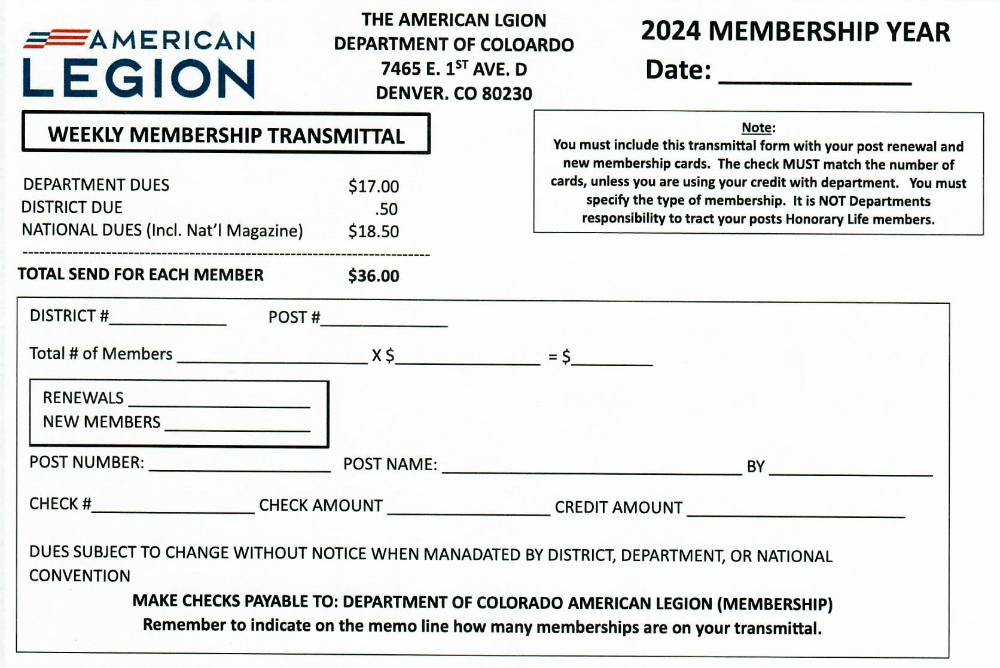 AMERICAN
LEGION
THE AMERICAN LGION
DEPARTMENT OF COLOARDO
7465 E. 1ST AVE. D
DENVER. CO 80230
2024 MEMBERSHIP YEAR
Date: ____________
WEEKLY MEMBERSHIP TRANSMITTAL
Note:
You must include this transmittal form with your post renewal and
new membership cards. The check MUST match the number of
cards, unless you are using your credit with department. You must
specify the type of membership. It is NOT Departments
responsibility to tract your posts Honorary Life members.
DEPARTMENT DUES $17.00
DISTRICT DUE .50
NATIONAL DUES (Incl. Nat'l Magazine) $18.50
------------------------------------------------------------------------
TOTAL SEND FOR EACH MEMBER $36.00
DISTRICT #____________ POST #____________
Total # of Members ____________ X $____________ = $____________
RENEWALS ____________
NEW MEMBERS ____________
POST NUMBER: ____________ POST NAME: ____________ BY ____________
CHECK #____________ CHECK AMOUNT ____________ CREDIT AMOUNT ____________
DUES SUBJECT TO CHANGE WITHOUT NOTICE WHEN MANADATED BY DISTRICT, DEPARTMENT, OR NATIONAL
CONVENTION
MAKE CHECKS PAYABLE TO: DEPARTMENT OF COLORADO AMERICAN LEGION (MEMBERSHIP)
Remember to indicate on the memo line how many memberships are on your transmittal.